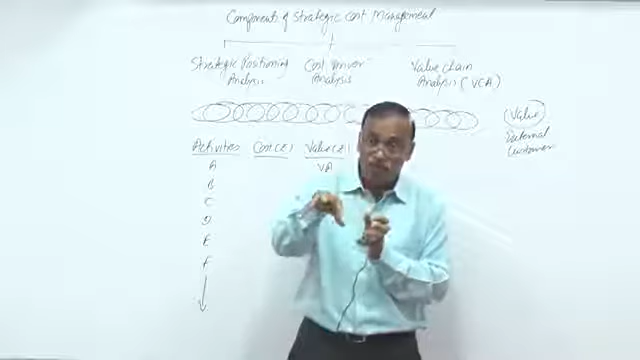 Components of Strategic Cost Management
Strategic Positioning Analysis
Cost Driver Analysis
Value Chain Analysis (VCA)
(Value)
External Customer
Activities Cost(₹) Value(₹)
A VA
B
C
D
E
F